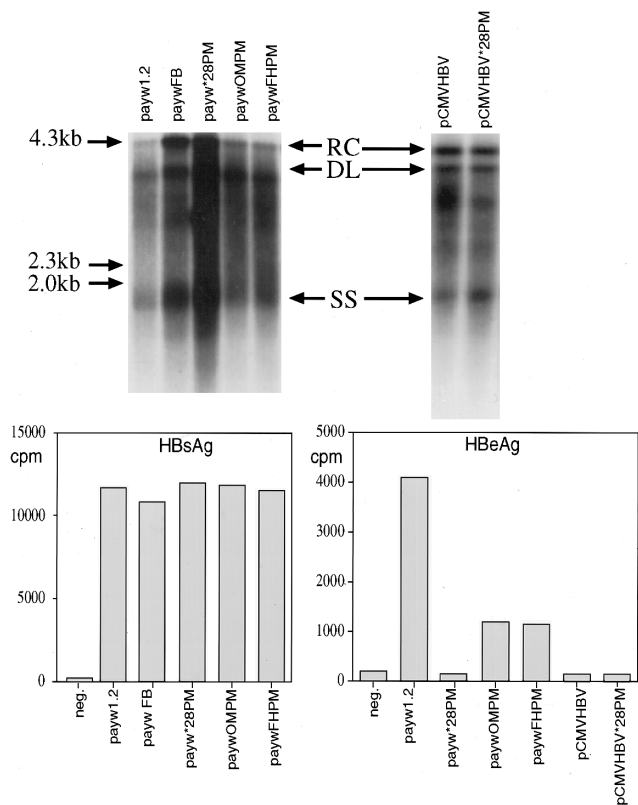 payw1.2
paywFB
payw*28PM
paywOMPM
paywFHPM
pCMVHBV
pCMVHBV*28PM
4.3kb
RC
DL
2.3kb
2.0kb
SS
HBsAg
cpm
15000
10000
5000
0
neg.
payw1.2
payw FB
payw*28PM
paywOMPM
paywFHPM
HBeAg
cpm
5000
4000
3000
2000
1000
0
neg.
payw1.2
payw*28PM
paywOMPM
paywFHPM
pCMVHBV
pCMVHBV*28PM